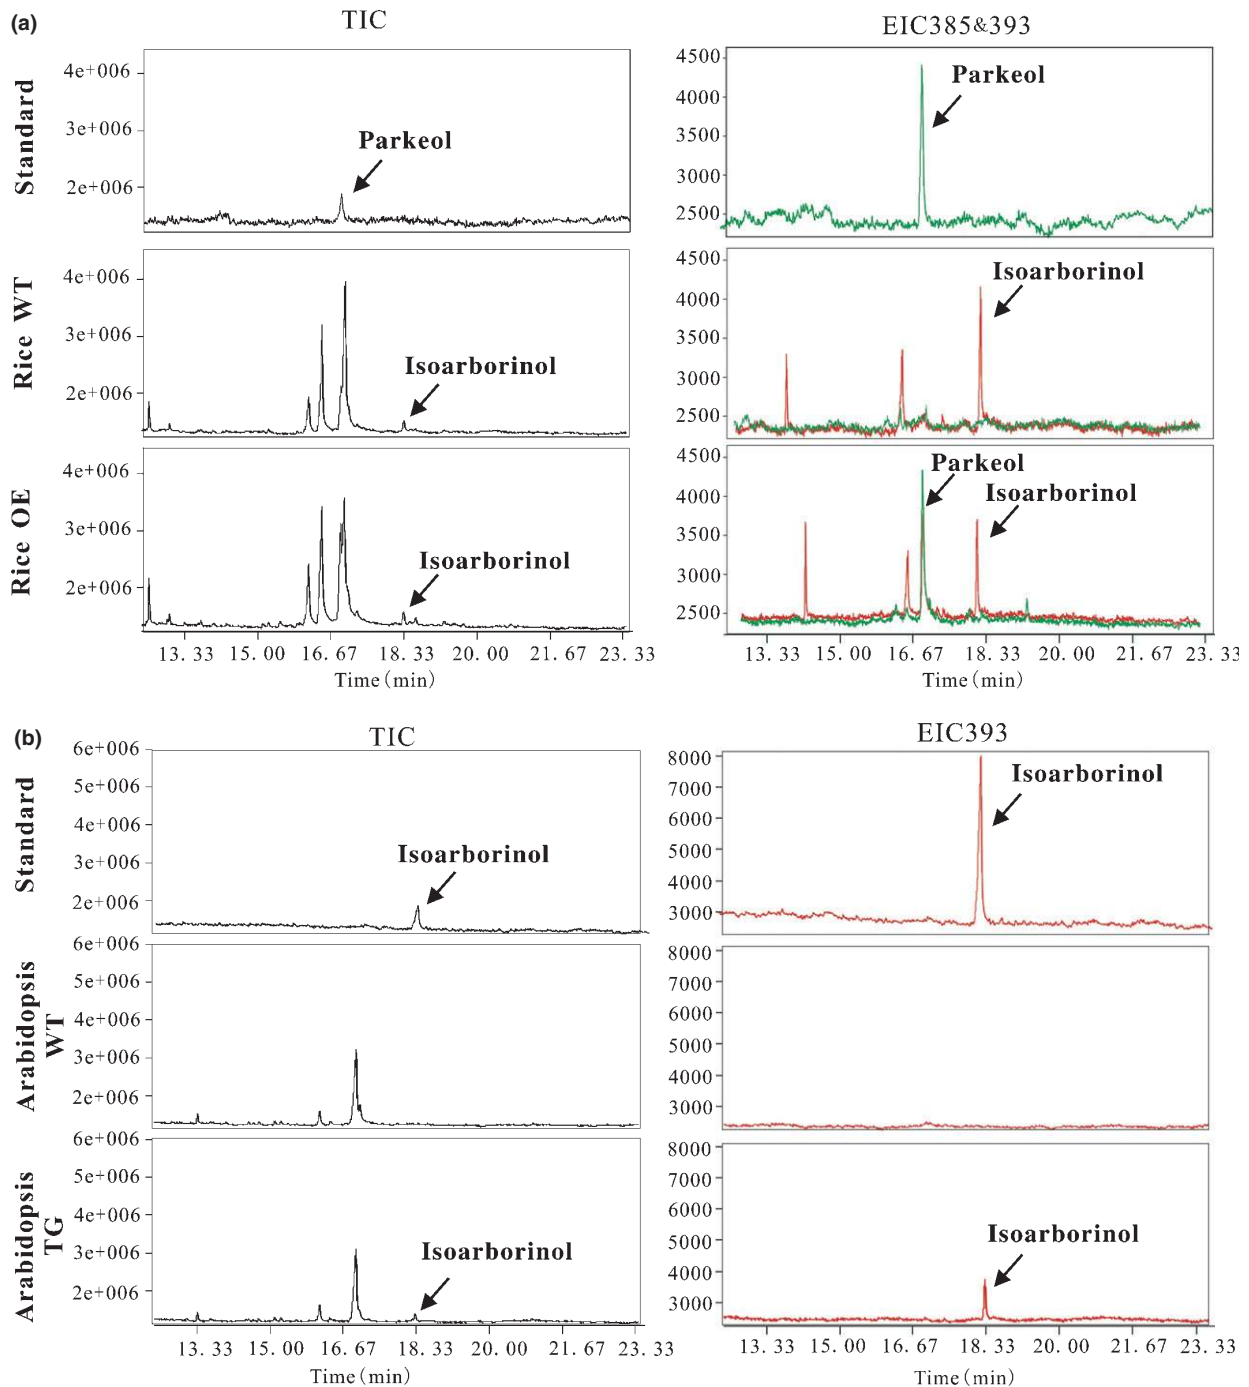 (a)
TIC
EIC385&393
Standard
4e+006
3e+006
2e+006
Parkeol
4500
4000
3500
3000
2500
Parkeol
Rice WT
4e+006
3e+006
2e+006
Isoarborinol
4500
4000
3500
3000
2500
Isoarborinol
Rice OE
4e+006
3e+006
2e+006
Isoarborinol
4500
4000
3500
3000
2500
Parkeol
Isoarborinol
13.33 15.00 16.67 18.33 20.00 21.67 23.33
Time(min)
13.33 15.00 16.67 18.33 20.00 21.67 23.33
Time(min)
(b)
TIC
EIC393
Standard
6e+006
5e+006
4e+006
3e+006
2e+006
Isoarborinol
8000
7000
6000
5000
4000
3000
Isoarborinol
Arabidopsis
WT
6e+006
5e+006
4e+006
3e+006
2e+006
8000
7000
6000
5000
4000
3000
Arabidopsis
TG
6e+006
5e+006
4e+006
3e+006
2e+006
Isoarborinol
8000
7000
6000
5000
4000
3000
Isoarborinol
13.33 15.00 16.67 18.33 20.00 21.67 23.33
Time(min)
13.33 15.00 16.67 18.33 20.00 21.67 23.33
Time(min)